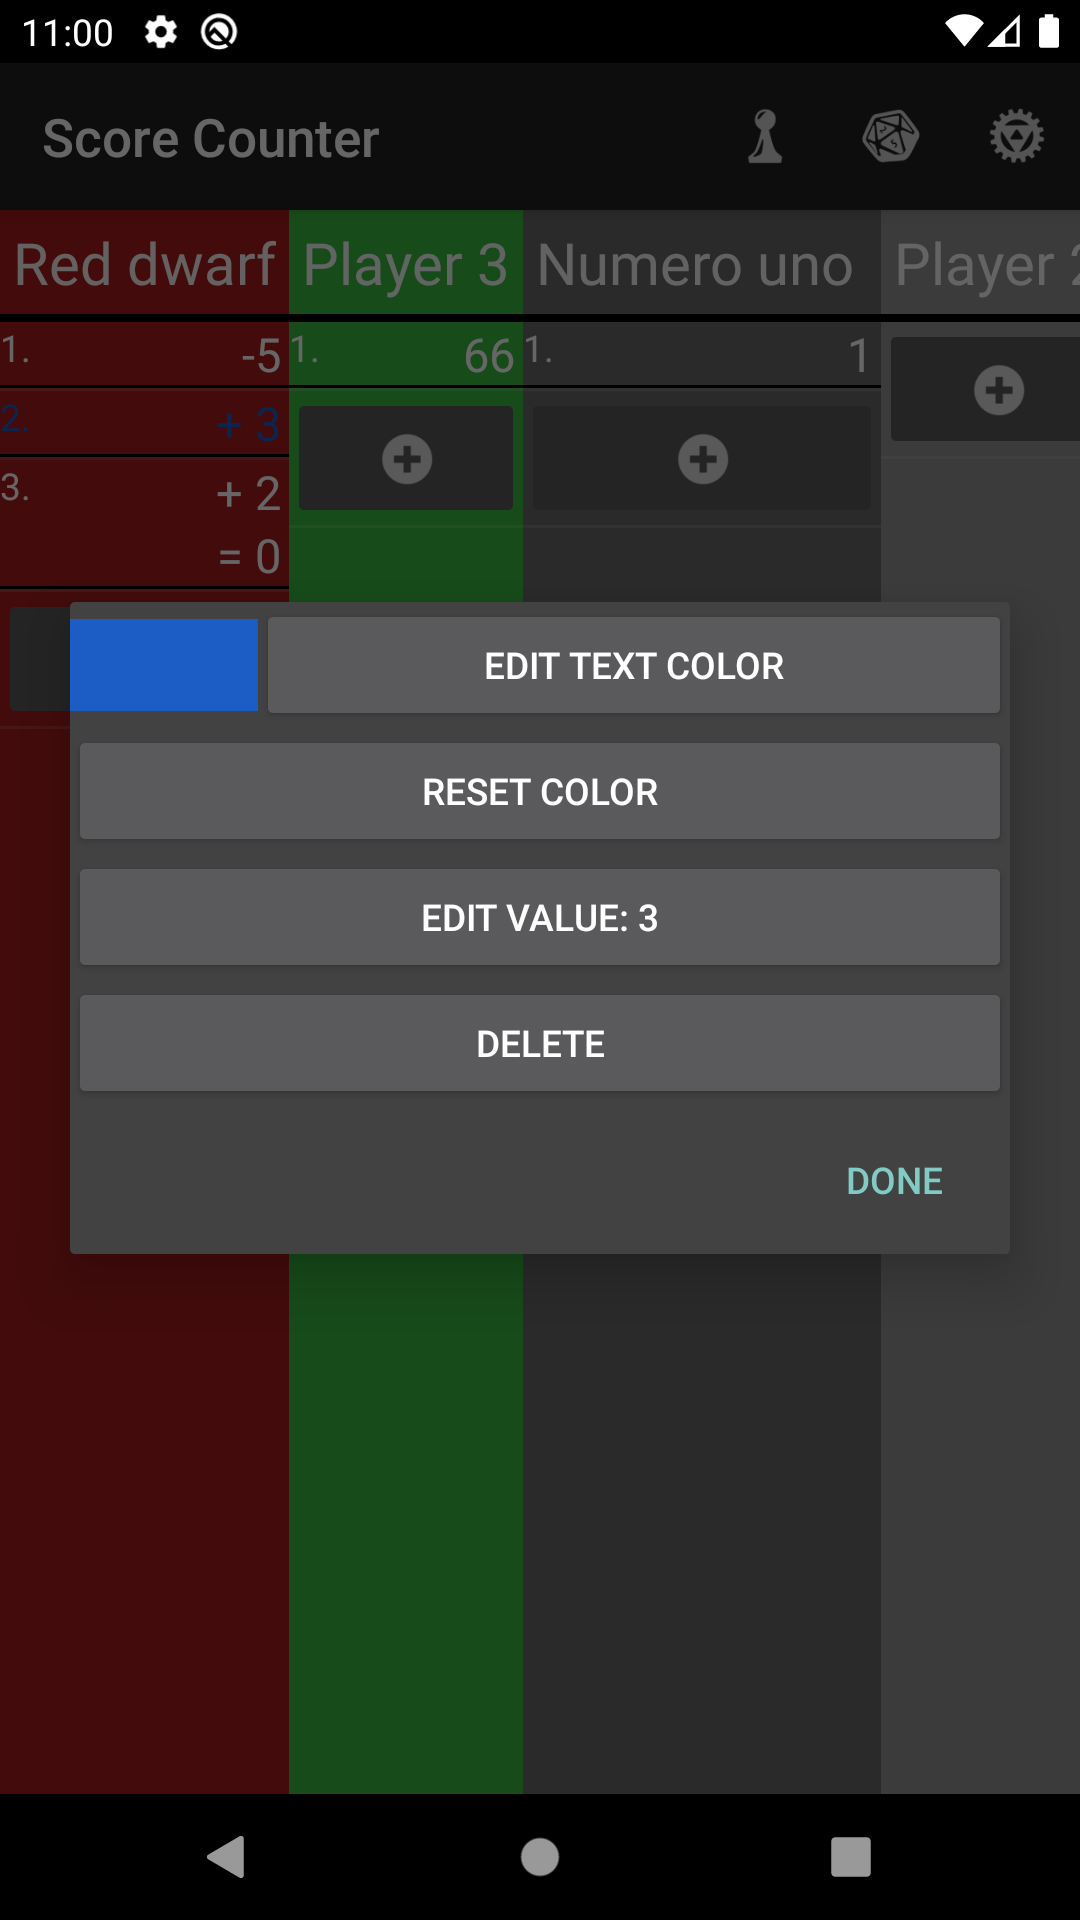 11:00
Score Counter
Red dwarf Player 3 Numero uno Player 2
1. -5 1. 66 1. 1
2. + 3
3. + 2
= 0
EDIT TEXT COLOR
RESET COLOR
EDIT VALUE: 3
DELETE
DONE